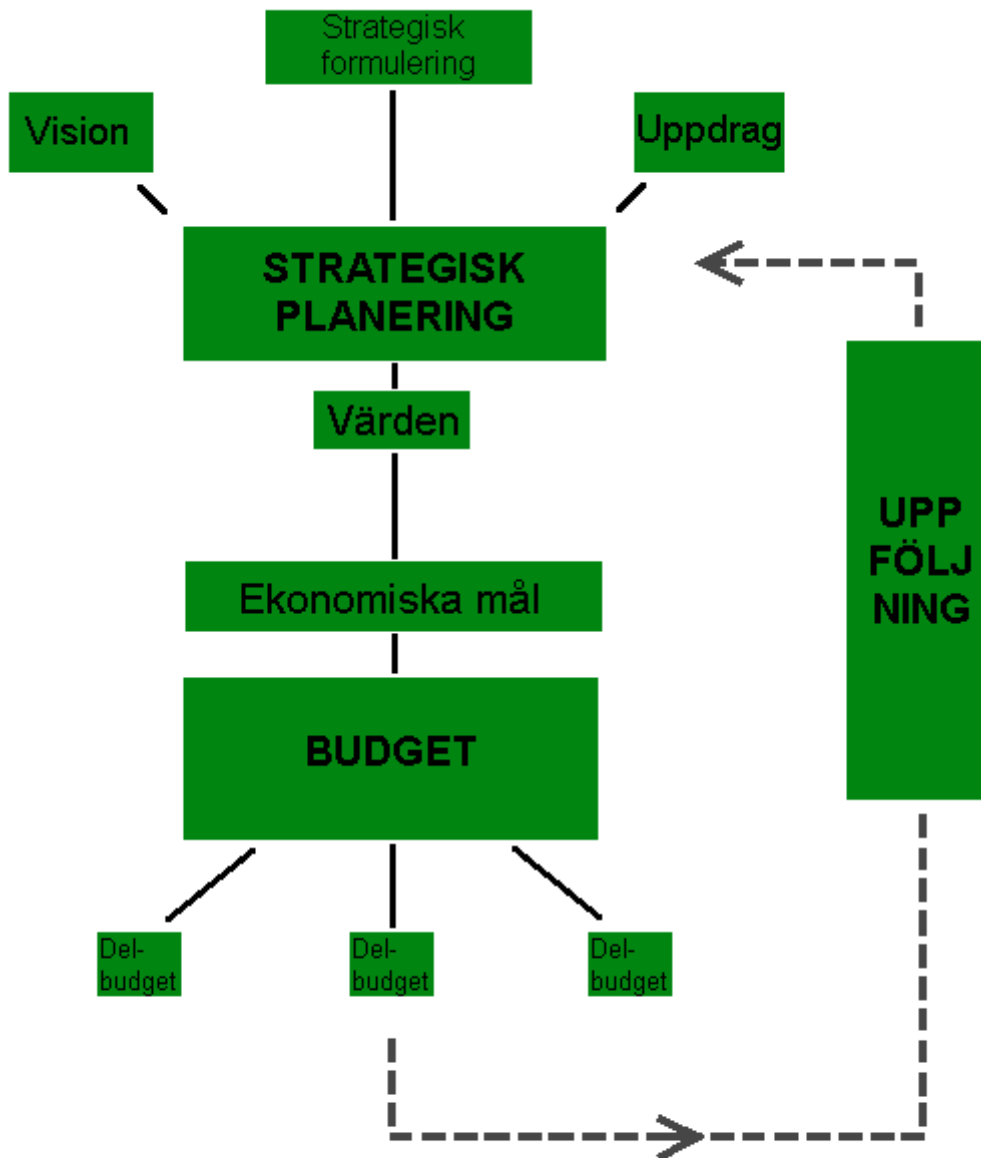 Strategisk
formulering
Vision
Uppdrag
STRATEGISK
PLANERING
Värden
Ekonomiska mål
BUDGET
Del-
budget
Del-
budget
Del-
budget
UPP
FÖLJ
NING